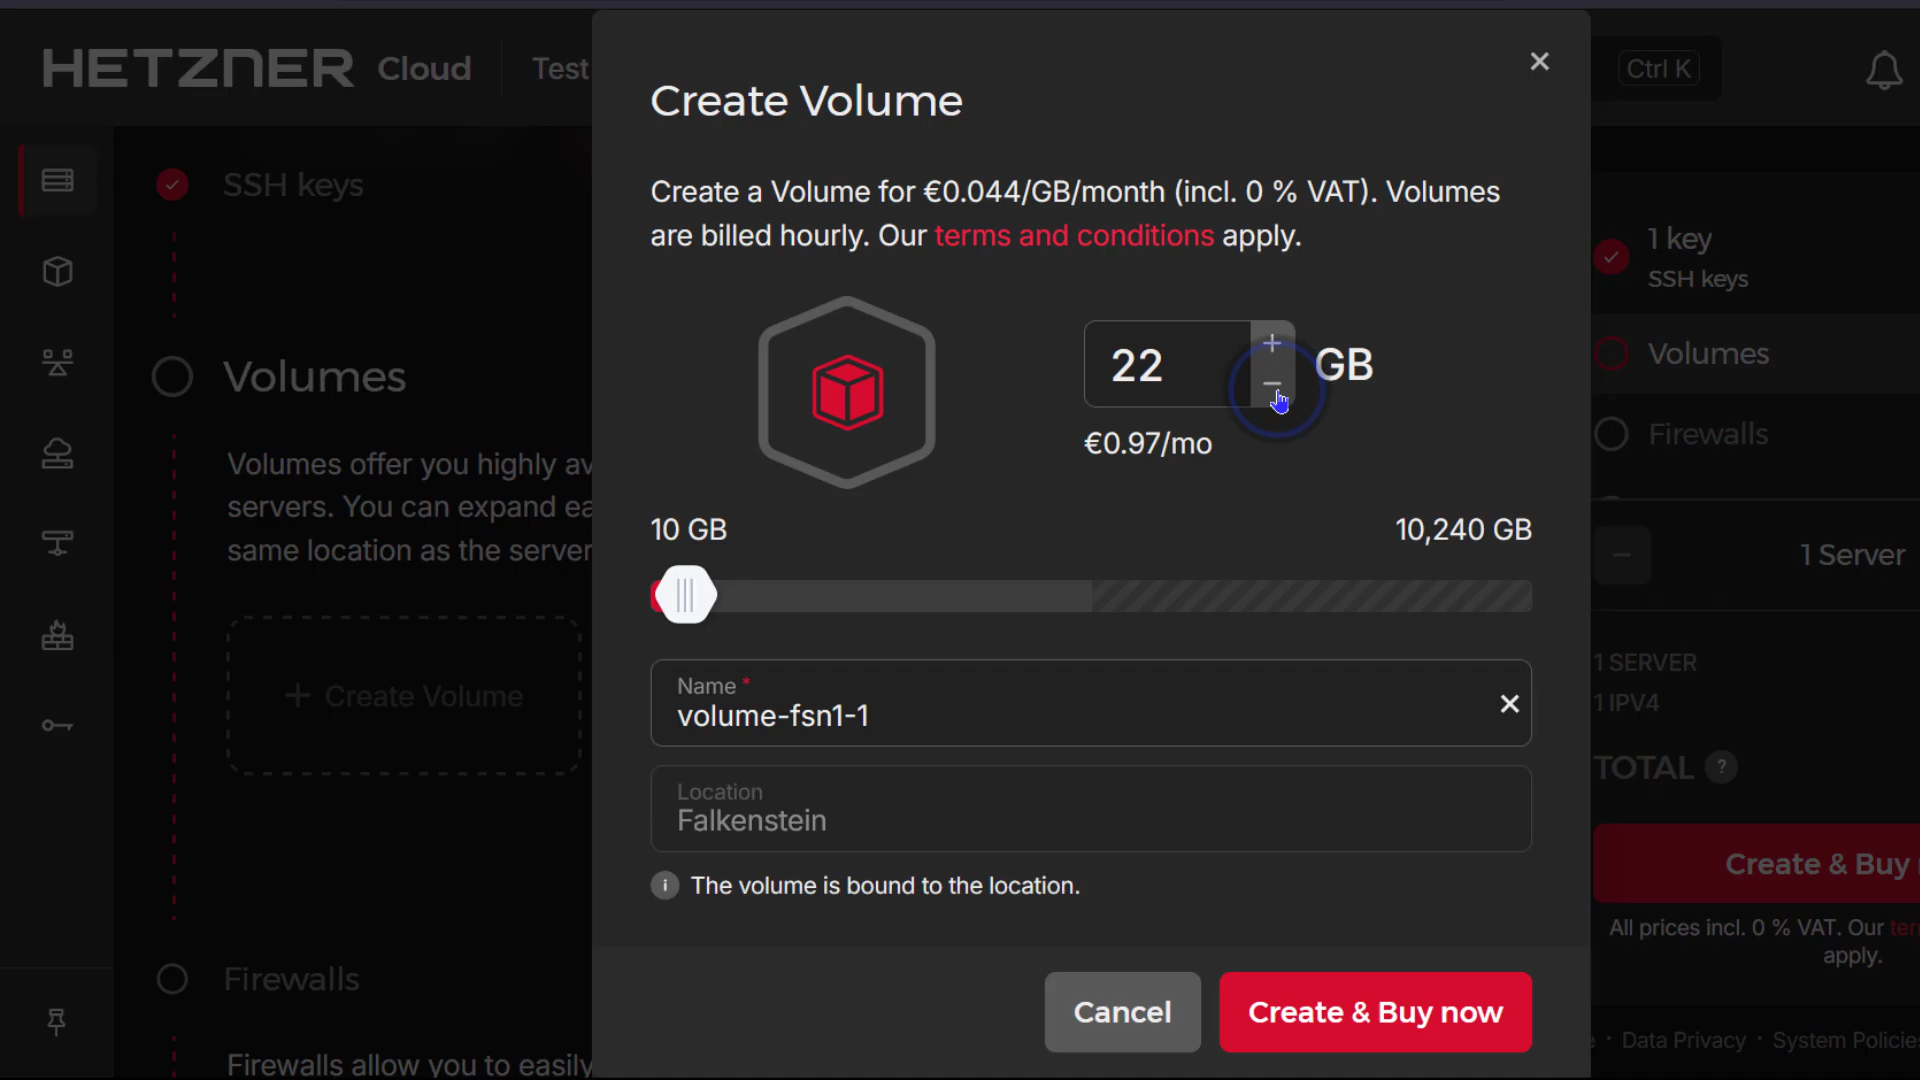 HETZNER Cloud
Test
Ctrl K
SSH keys
Volumes
Volumes offer you highly av
servers. You can expand ea
same location as the server
+ Create Volume
Firewalls
Firewalls allow you to easily
×
Create Volume
Create a Volume for €0.044/GB/month (incl. 0 % VAT). Volumes
are billed hourly. Our terms and conditions apply.
22
+
−
GB
€0.97/mo
10 GB
10,240 GB
Name *
volume-fsn1-1
×
Location
Falkenstein
i The volume is bound to the location.
Cancel
Create & Buy now
1 key
SSH keys
Volumes
Firewalls
−
1 Server
1 SERVER
1 IPV4
TOTAL ?
Create & Buy
All prices incl. 0 % VAT. Our ter
apply.
· Data Privacy · System Policie